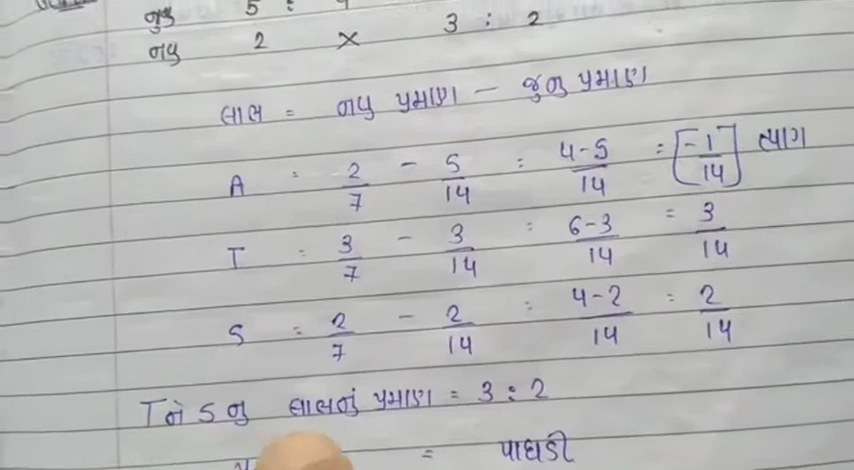 જુનુ 5 : 4
નવુ 2 × 3 : 2
લાભ = નવુ પ્રમાણ - જુનુ પ્રમાણ
A = 2/7 - 5/14 = 4-5/14 = [-1/14] ત્યાગ
T = 3/7 - 3/14 = 6-3/14 = 3/14
S = 2/7 - 2/14 = 4-2/14 = 2/14
T ને S નુ લાભનું પ્રમાણ = 3 : 2
= પાઘડી